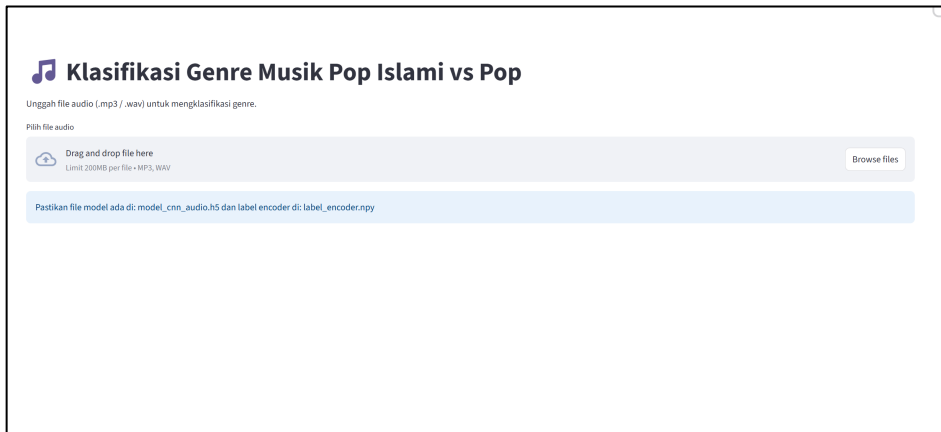 Klasifikasi Genre Musik Pop Islami vs Pop
Unggah file audio (.mp3 / .wav) untuk mengklasifikasi genre.
Pilih file audio
Drag and drop file here
Limit 200MB per file • MP3, WAV
Browse files
Pastikan file model ada di: model_cnn_audio.h5 dan label encoder di: label_encoder.npy